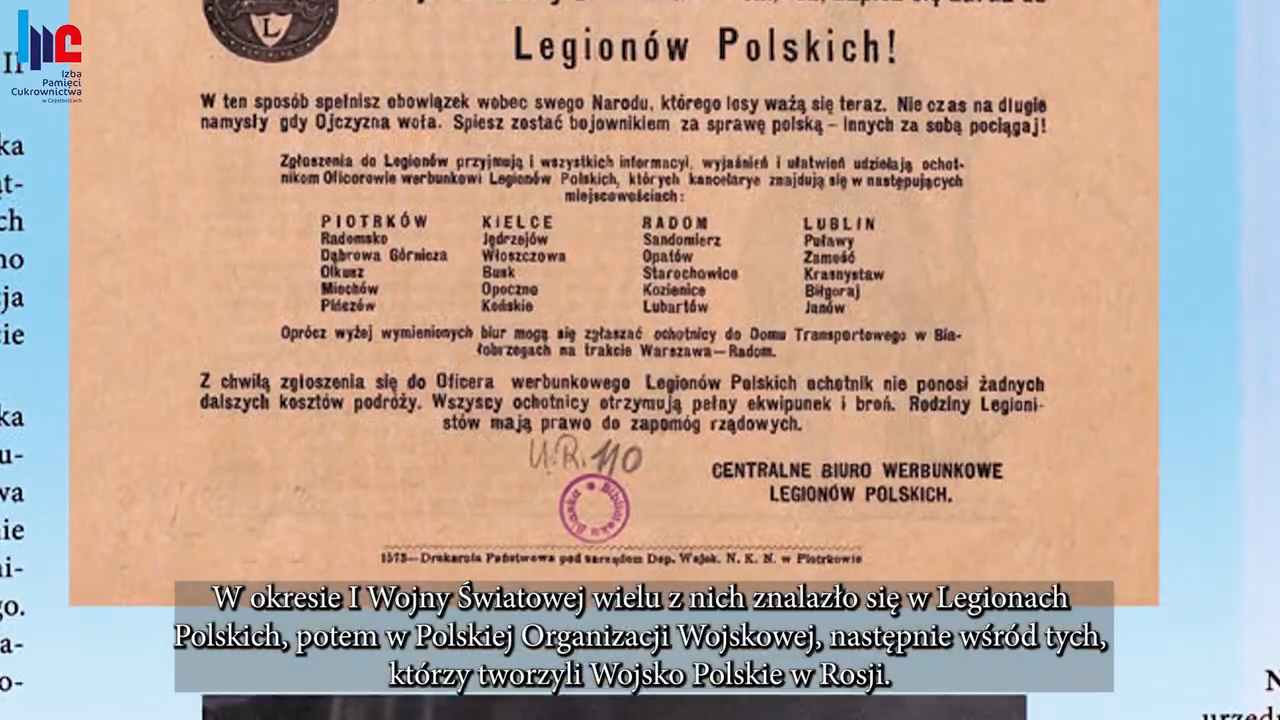 Izba
Pamięci
Cukrownictwa
w Częstocicach
L
Legionów Polskich!
W ten sposób spełnisz obowiązek wobec swego Narodu, którego losy ważą się teraz. Nie czas na długie
namysły gdy Ojczyzna woła. Spiesz zostać bojownikiem za sprawę polską – innych za sobą pociągaj!
Zgłoszenia do Legionów przyjmują i wszystkich informacyi, wyjaśnień i ułatwień udzielają ochot-
nikom Oficerowie werbunkowi Legionów Polskich, których kancelarye znajdują się w następujących
miejscowościach:
PIOTRKÓW KIELCE RADOM LUBLIN
Radomsko Jędrzejów Sandomierz Puławy
Dąbrowa Górnicza Włoszczowa Opatów Zamość
Olkusz Busk Starochowice Krasnystaw
Miechów Opoczno Kozienice Biłgoraj
Pińczów Końskie Lubartów Janów
Oprócz wyżej wymienionych biur mogą się zgłaszać ochotnicy do Domu Transportowego w Bia-
łobrzegach na trakcie Warszawa—Radom.
Z chwilą zgłoszenia się do Oficera werbunkowego Legionów Polskich ochotnik nie ponosi żadnych
dalszych kosztów podróży. Wszyscy ochotnicy otrzymują pełny ekwipunek i broń. Rodziny Legioni-
stów mają prawo do zapomóg rządowych.
U.R. 110
CENTRALNE BIURO WERBUNKOWE
LEGIONÓW POLSKICH.
1573—Drukarnia Państwowa pod zarządem Dep. Wojsk. N. K. N. w Piotrkowie
W okresie I Wojny Światowej wielu z nich znalazło się w Legionach
Polskich, potem w Polskiej Organizacji Wojskowej, następnie wśród tych,
którzy tworzyli Wojsko Polskie w Rosji.